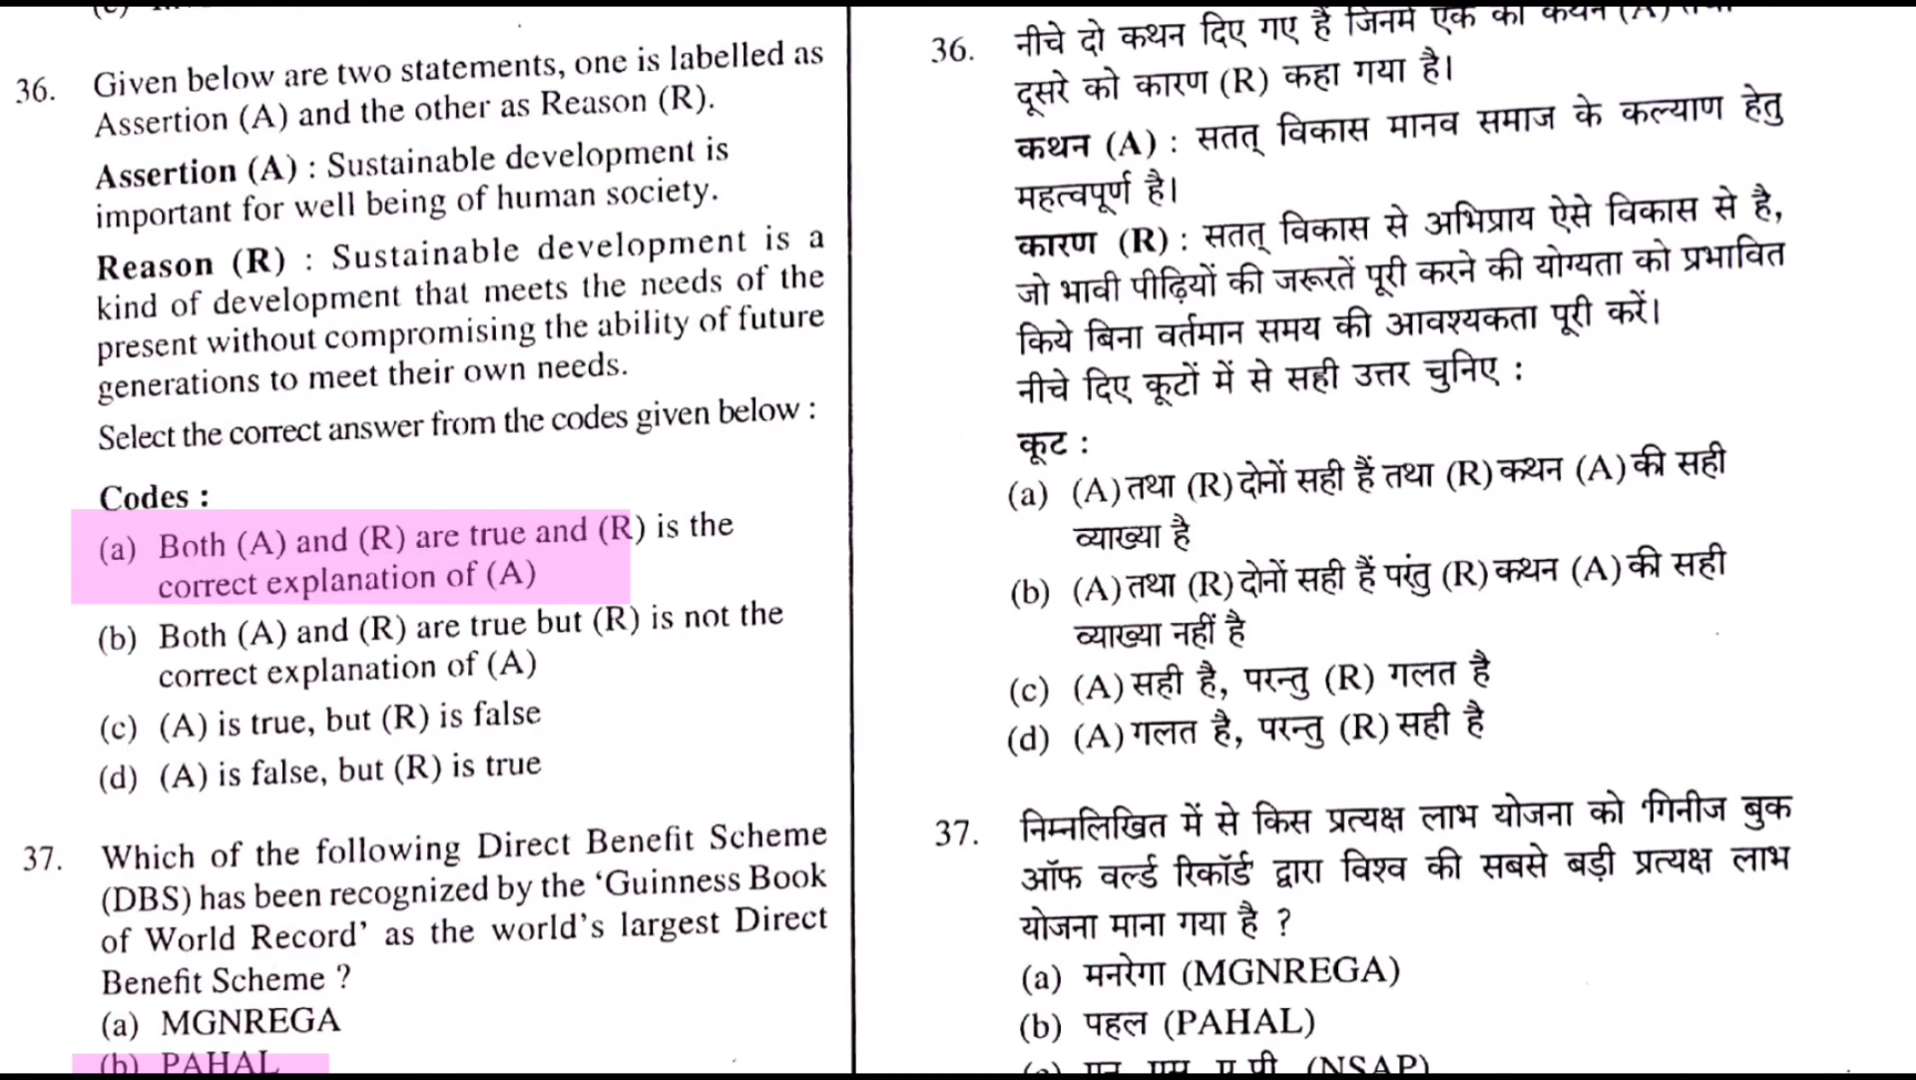 36. Given below are two statements, one is labelled as
Assertion (A) and the other as Reason (R).
Assertion (A) : Sustainable development is
important for well being of human society.
Reason (R) : Sustainable development is a
kind of development that meets the needs of the
present without compromising the ability of future
generations to meet their own needs.
Select the correct answer from the codes given below :
Codes :
(a) Both (A) and (R) are true and (R) is the
correct explanation of (A)
(b) Both (A) and (R) are true but (R) is not the
correct explanation of (A)
(c) (A) is true, but (R) is false
(d) (A) is false, but (R) is true
37. Which of the following Direct Benefit Scheme
(DBS) has been recognized by the ‘Guinness Book
of World Record’ as the world’s largest Direct
Benefit Scheme ?
(a) MGNREGA
(b) PAHAL
36. नीचे दो कथन दिए गए हैं जिनमें एक को कथन (A) तथा
दूसरे को कारण (R) कहा गया है।
कथन (A) : सतत् विकास मानव समाज के कल्याण हेतु
महत्वपूर्ण है।
कारण (R) : सतत् विकास से अभिप्राय ऐसे विकास से है,
जो भावी पीढ़ियों की जरूरतें पूरी करने की योग्यता को प्रभावित
किये बिना वर्तमान समय की आवश्यकता पूरी करें।
नीचे दिए कूटों में से सही उत्तर चुनिए :
कूट :
(a) (A) तथा (R) दोनों सही हैं तथा (R) कथन (A) की सही
व्याख्या है
(b) (A) तथा (R) दोनों सही हैं परंतु (R) कथन (A) की सही
व्याख्या नहीं है
(c) (A) सही है, परन्तु (R) गलत है
(d) (A) गलत है, परन्तु (R) सही है
37. निम्नलिखित में से किस प्रत्यक्ष लाभ योजना को ‘गिनीज बुक
ऑफ वर्ल्ड रिकॉर्ड’ द्वारा विश्व की सबसे बड़ी प्रत्यक्ष लाभ
योजना माना गया है ?
(a) मनरेगा (MGNREGA)
(b) पहल (PAHAL)
(NSAP)